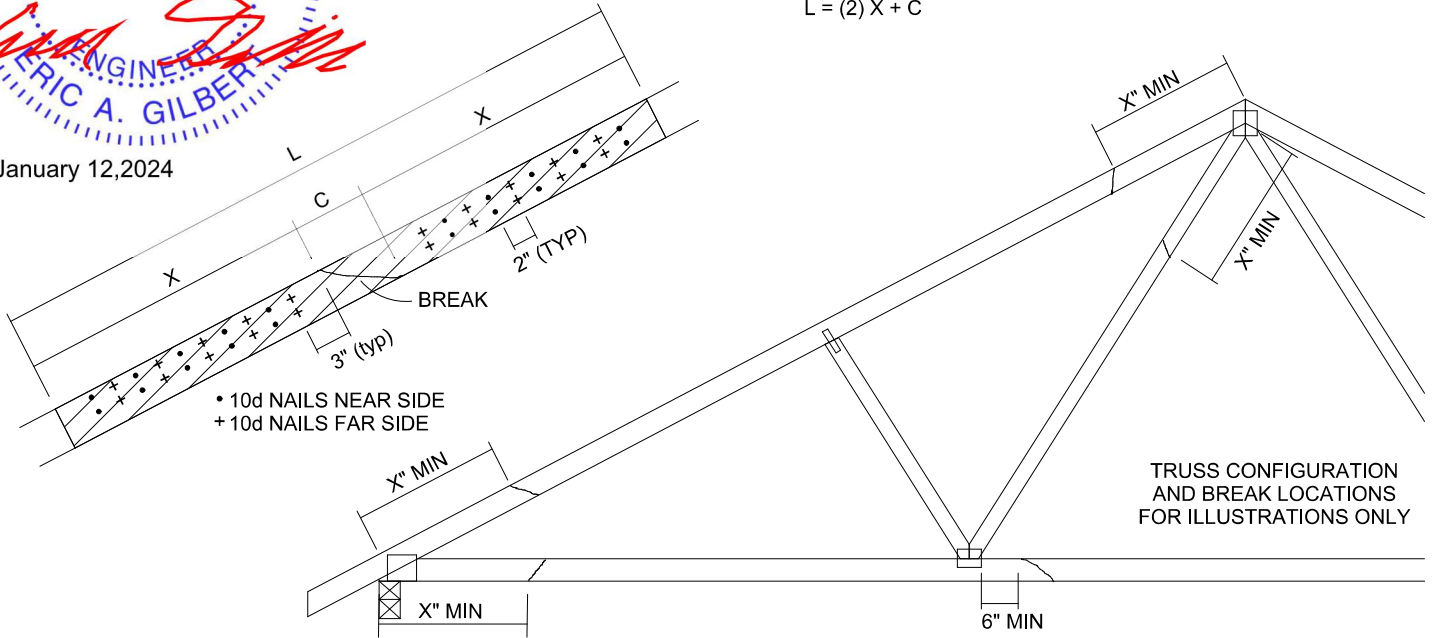 L = (2) X + C
ENGINEER
ERIC A. GILBERT
January 12,2024
L
X
C
X
2" (TYP)
BREAK
3" (typ)
• 10d NAILS NEAR SIDE
+ 10d NAILS FAR SIDE
X" MIN
X" MIN
X" MIN
X" MIN
6" MIN
TRUSS CONFIGURATION
AND BREAK LOCATIONS
FOR ILLUSTRATIONS ONLY